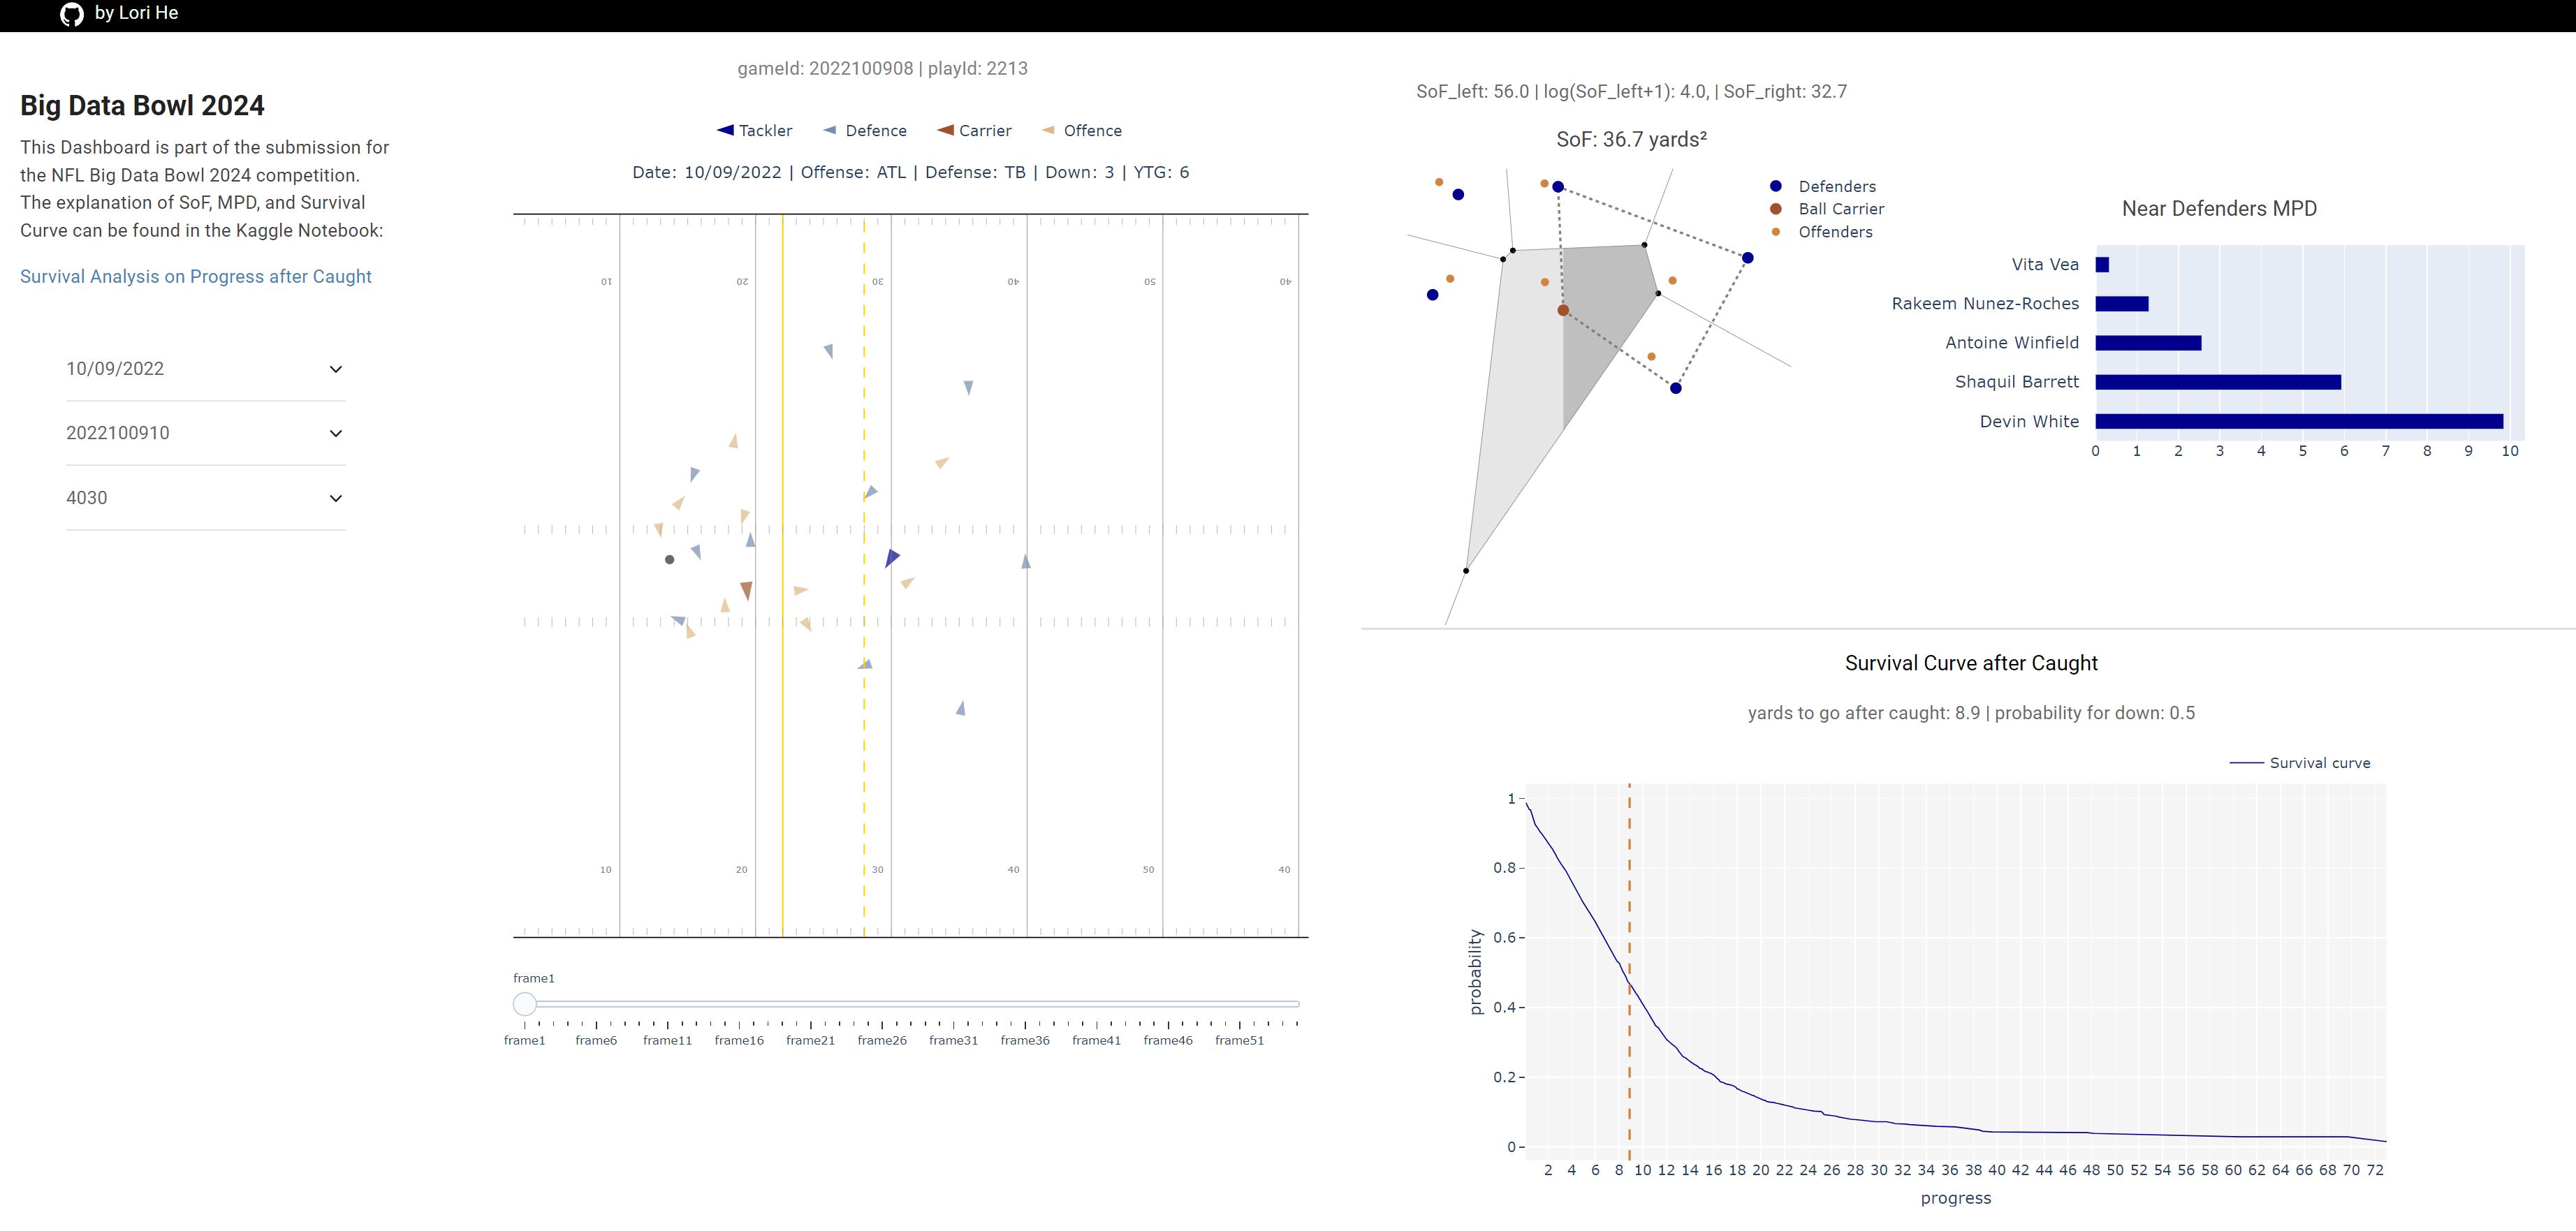 by Lori He
Big Data Bowl 2024
This Dashboard is part of the submission for
the NFL Big Data Bowl 2024 competition.
The explanation of SoF, MPD, and Survival
Curve can be found in the Kaggle Notebook:
Survival Analysis on Progress after Caught
10/09/2022
2022100910
4030
gameId: 2022100908 | playId: 2213
Tackler Defence Carrier Offence
Date: 10/09/2022 | Offense: ATL | Defense: TB | Down: 3 | YTG: 6
10 20 30 40 50 40
10 20 30 40 50 40
frame1
frame1 frame6 frame11 frame16 frame21 frame26 frame31 frame36 frame41 frame46 frame51
SoF_left: 56.0 | log(SoF_left+1): 4.0, | SoF_right: 32.7
SoF: 36.7 yards²
Defenders
Ball Carrier
Offenders
Near Defenders MPD
Vita Vea
Rakeem Nunez-Roches
Antoine Winfield
Shaquil Barrett
Devin White
0 1 2 3 4 5 6 7 8 9 10
Survival Curve after Caught
yards to go after caught: 8.9 | probability for down: 0.5
Survival curve
1
0.8
0.6
0.4
0.2
0
probability
2 4 6 8 10 12 14 16 18 20 22 24 26 28 30 32 34 36 38 40 42 44 46 48 50 52 54 56 58 60 62 64 66 68 70 72
progress